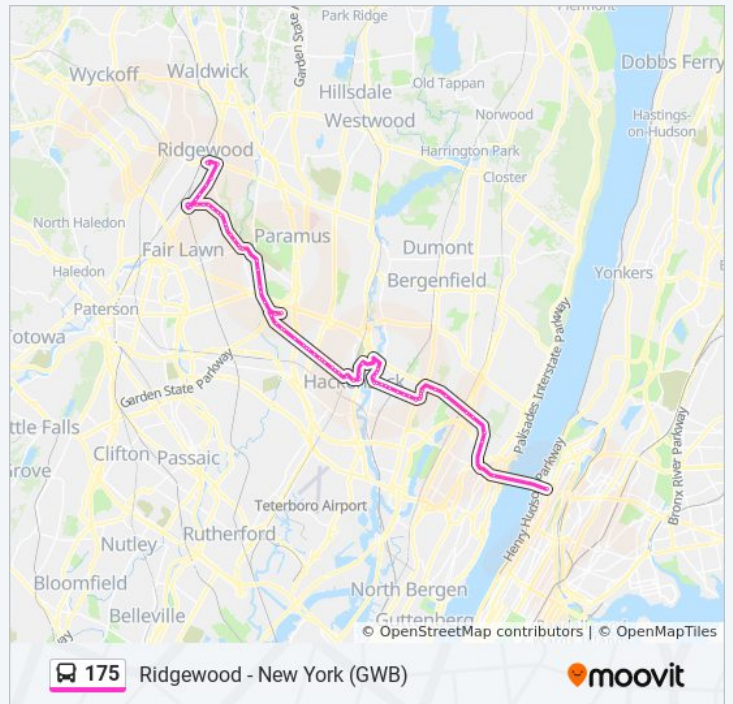 Park Ridge
Piermont
Garden State
Wyckoff
Waldwick
Dobbs Ferry
Old Tappan
Hillsdale
Westwood
Norwood
Hastings-
on-Hudson
Ridgewood
Harrington Park
Closter
North Haledon
Paramus
Fair Lawn
Dumont
Haledon
Bergenfield
Yonkers
Paterson
Totowa
Palisades Interstate Parkway
Garden State Parkway
Hackensack
ttle Falls
Clifton
Passaic
Grove
Henry Hudson Parkway
Bronx River Parkway
Teterboro Airport
Nutley
Rutherford
Bloomfield
North Bergen
Belleville
Guttenberg
© OpenStreetMap contributors | © OpenMapTiles
175
Ridgewood - New York (GWB)
moovit